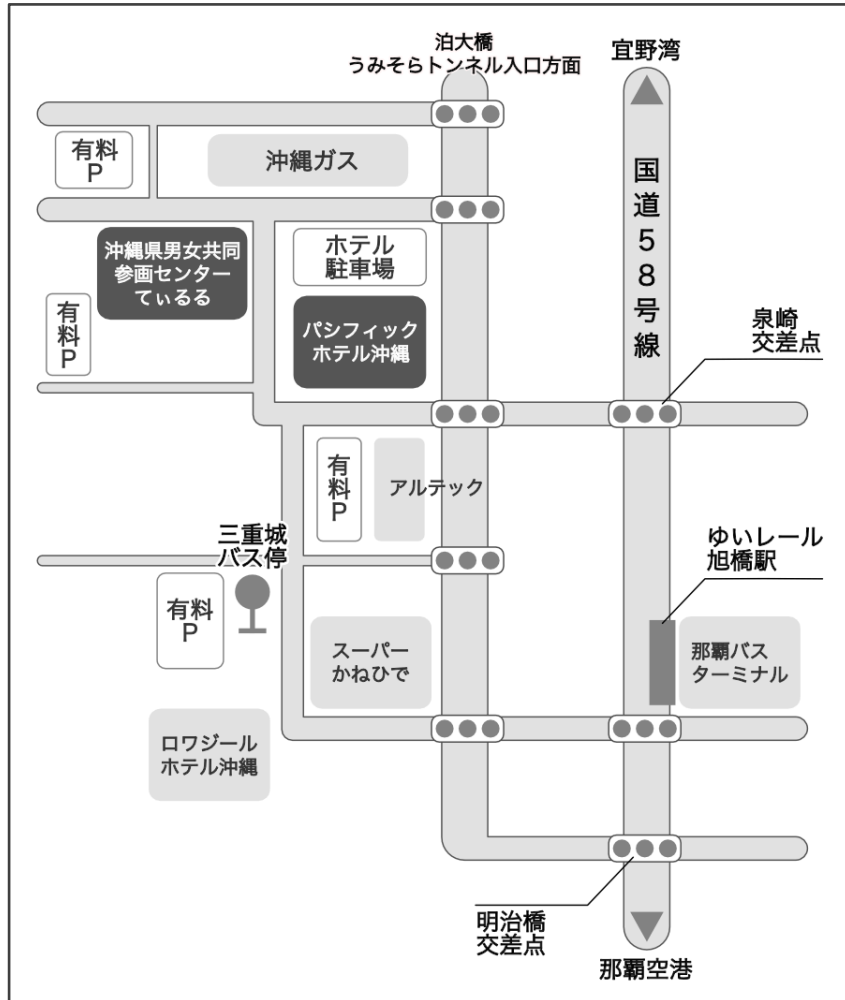 泊大橋
うみそらトンネル入口方面
宜野湾
有料
P
沖縄ガス
国道58号線
沖縄県男女共同
参画センター
てぃるる
ホテル
駐車場
有料P
パシフィック
ホテル沖縄
泉崎
交差点
有料P
アルテック
三重城
バス停
ゆいレール
旭橋駅
有料
P
スーパー
かねひで
那覇バス
ターミナル
ロワジール
ホテル沖縄
明治橋
交差点
那覇空港